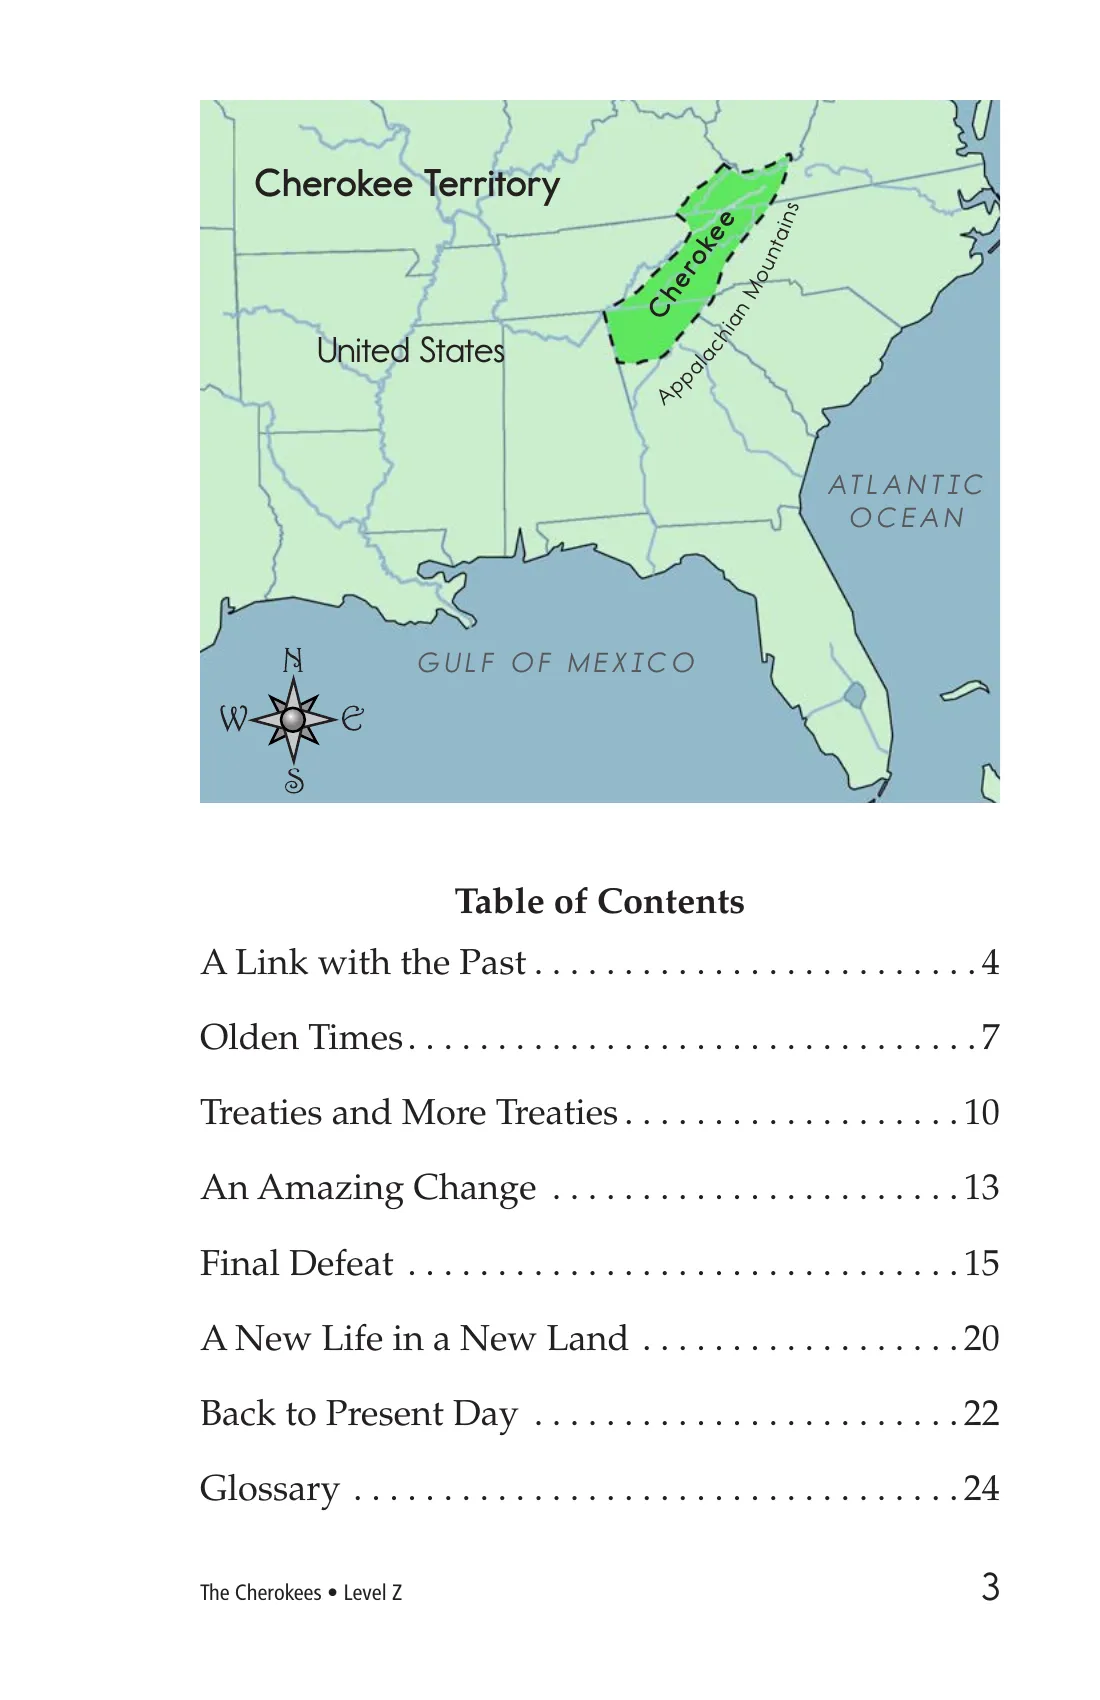 Cherokee Territory
Cherokee
Appalachian Mountains
United States
ATLANTIC
OCEAN
GULF OF MEXICO
N
W E
S
Table of Contents
A Link with the Past . . . . . . . . . . . . . . . . . . . . . . . . . 4
Olden Times . . . . . . . . . . . . . . . . . . . . . . . . . . . . . . . . 7
Treaties and More Treaties . . . . . . . . . . . . . . . . . . . 10
An Amazing Change . . . . . . . . . . . . . . . . . . . . . . . 13
Final Defeat . . . . . . . . . . . . . . . . . . . . . . . . . . . . . . . 15
A New Life in a New Land . . . . . . . . . . . . . . . . . . 20
Back to Present Day . . . . . . . . . . . . . . . . . . . . . . . . 22
Glossary . . . . . . . . . . . . . . . . . . . . . . . . . . . . . . . . . . 24
The Cherokees • Level Z 3